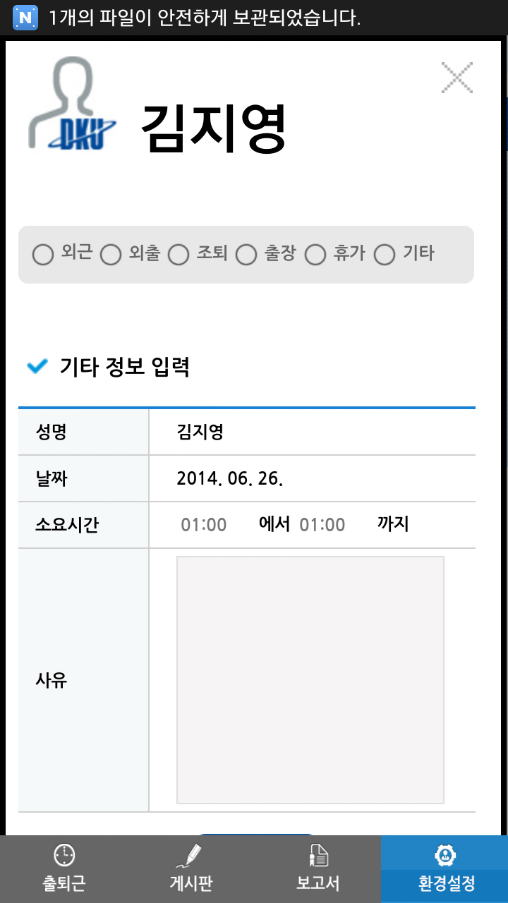 N 1개의 파일이 안전하게 보관되었습니다.
DKU 김지영
외근 외출 조퇴 출장 휴가 기타
기타 정보 입력
성명 김지영
날짜 2014. 06. 26.
소요시간 01:00 에서 01:00 까지
사유
출퇴근 게시판 보고서 환경설정